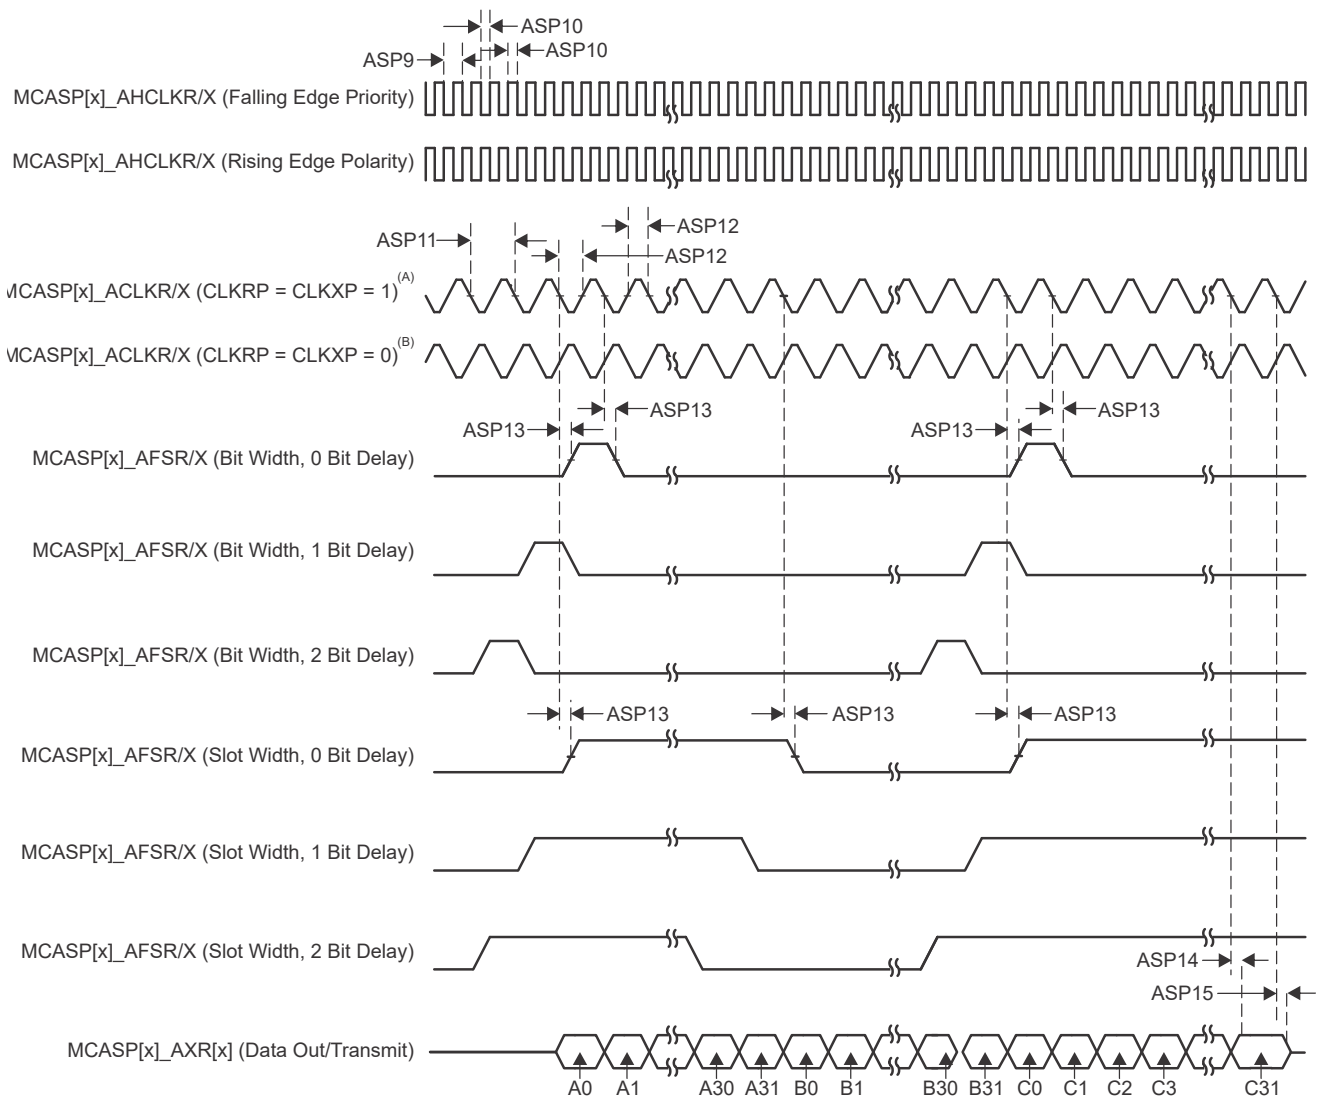 ASP10
ASP10
ASP9
MCASP[x]_AHCLKR/X (Falling Edge Priority)
MCASP[x]_AHCLKR/X (Rising Edge Polarity)
ASP12
ASP11
ASP12
MCASP[x]_ACLKR/X (CLKRP = CLKXP = 1)(A)
MCASP[x]_ACLKR/X (CLKRP = CLKXP = 0)(B)
ASP13 ASP13
ASP13 ASP13
MCASP[x]_AFSR/X (Bit Width, 0 Bit Delay)
MCASP[x]_AFSR/X (Bit Width, 1 Bit Delay)
MCASP[x]_AFSR/X (Bit Width, 2 Bit Delay)
ASP13 ASP13 ASP13
MCASP[x]_AFSR/X (Slot Width, 0 Bit Delay)
MCASP[x]_AFSR/X (Slot Width, 1 Bit Delay)
MCASP[x]_AFSR/X (Slot Width, 2 Bit Delay)
ASP14
ASP15
MCASP[x]_AXR[x] (Data Out/Transmit)
A0 A1 A30 A31 B0 B1 B30 B31 C0 C1 C2 C3 C31